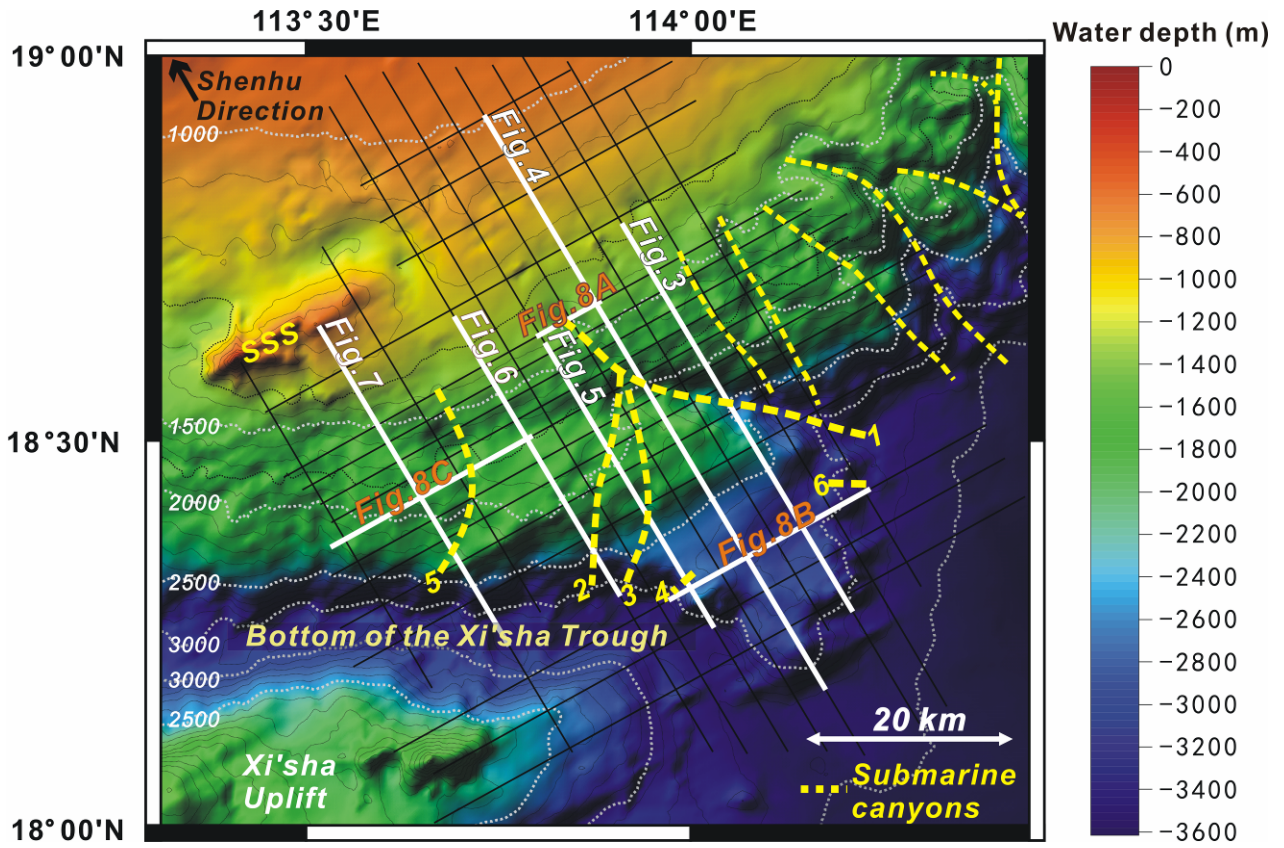 113°30'E
114°00'E
Water depth (m)
19°00'N
Shenhu
Direction
1000
Fig.4
Fig.3
Fig.8A
SSS
Fig.7
Fig.6
Fig.5
1500
18°30'N
1
6
Fig.8C
2000
Fig.8B
2500
5
2
3
4
Bottom of the Xi'sha Trough
3000
3000
2500
20 km
Xi'sha
Uplift
Submarine
canyons
18°00'N
0
−200
−400
−600
−800
−1000
−1200
−1400
−1600
−1800
−2000
−2200
−2400
−2600
−2800
−3000
−3200
−3400
−3600